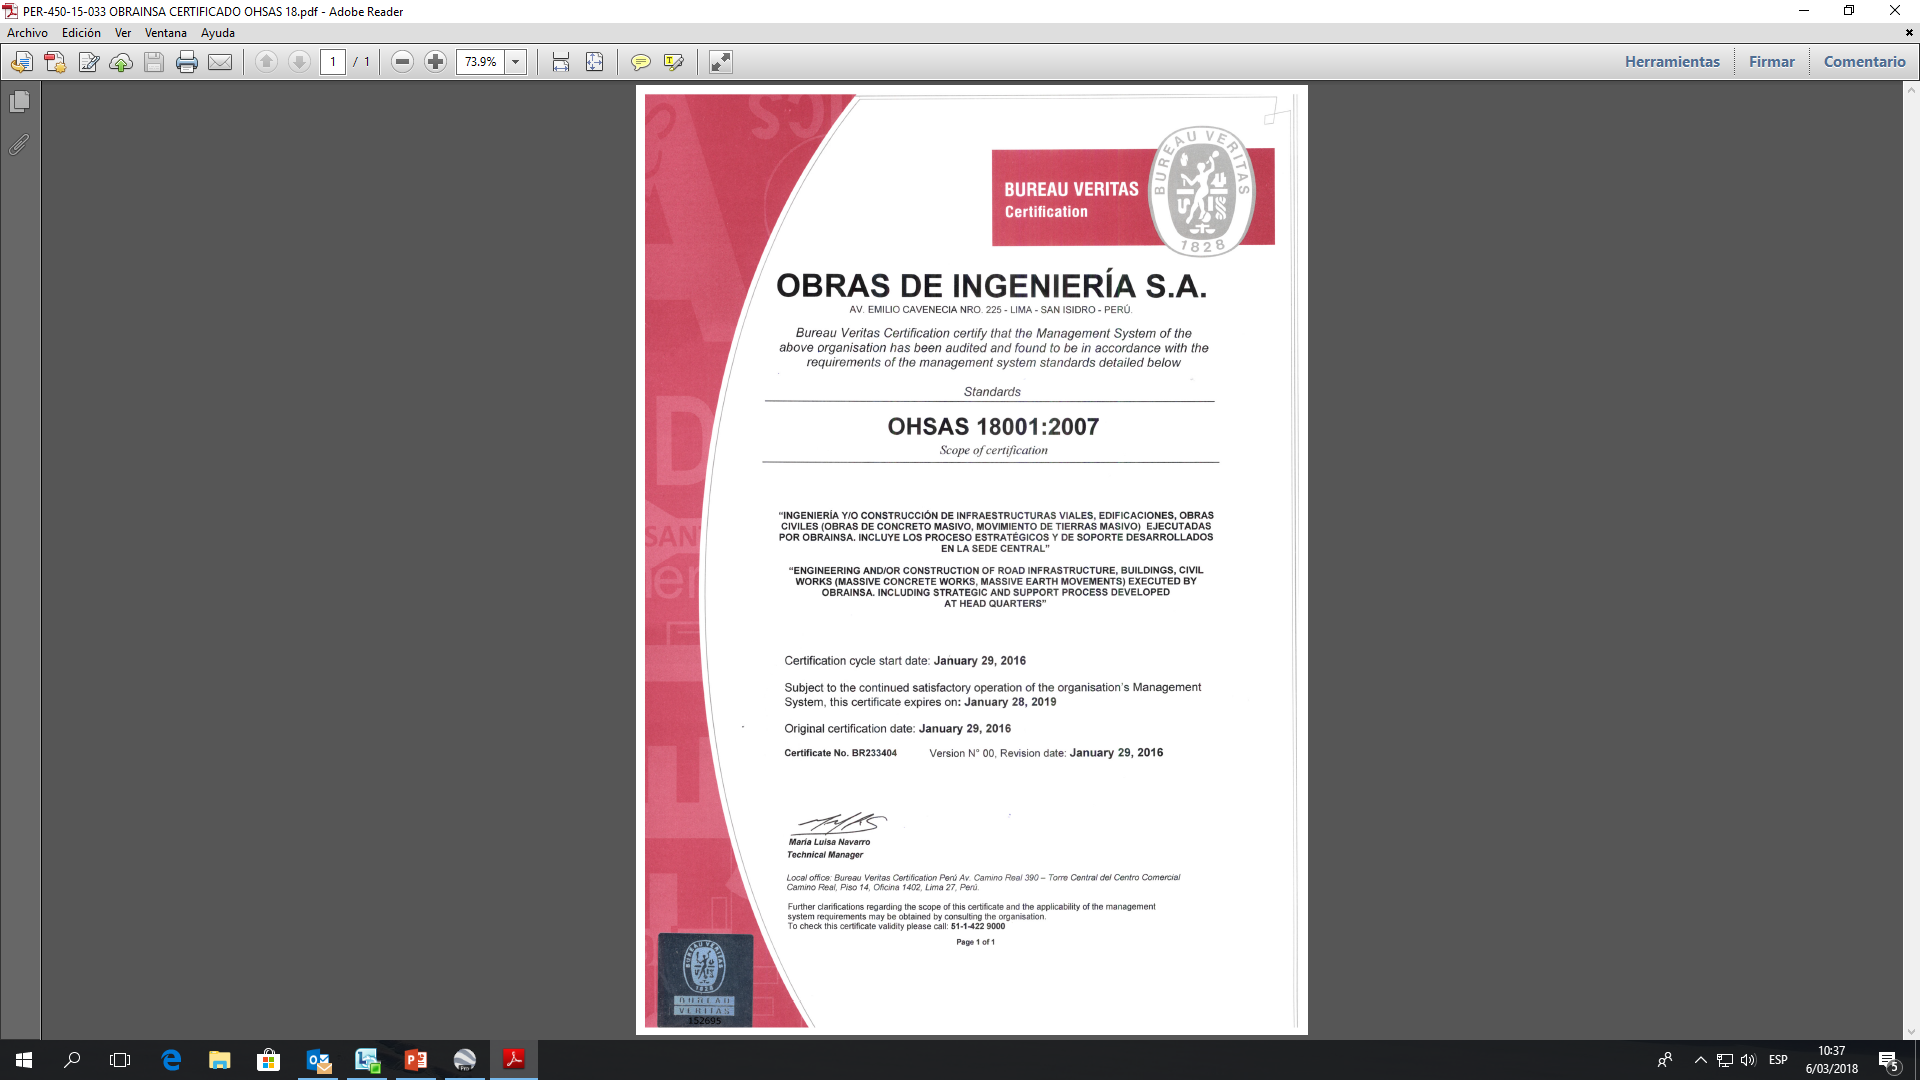 PER-450-15-033 OBRAINSA CERTIFICADO OHSAS 18.pdf - Adobe Reader
Archivo Edición Ver Ventana Ayuda
1 / 1 73.9% Herramientas Firmar Comentario
BUREAU VERITAS
1828
BUREAU VERITAS
Certification
OBRAS DE INGENIERÍA S.A.
AV. EMILIO CAVENECIA NRO. 225 - LIMA - SAN ISIDRO - PERÚ.
Bureau Veritas Certification certify that the Management System of the
above organisation has been audited and found to be in accordance with the
requirements of the management system standards detailed below
Standards
OHSAS 18001:2007
Scope of certification
“INGENIERÍA Y/O CONSTRUCCIÓN DE INFRAESTRUCTURAS VIALES, EDIFICACIONES, OBRAS
CIVILES (OBRAS DE CONCRETO MASIVO, MOVIMIENTO DE TIERRAS MASIVO) EJECUTADAS
POR OBRAINSA. INCLUYE LOS PROCESO ESTRATÉGICOS Y DE SOPORTE DESARROLLADOS
EN LA SEDE CENTRAL”
“ENGINEERING AND/OR CONSTRUCTION OF ROAD INFRASTRUCTURE, BUILDINGS, CIVIL
WORKS (MASSIVE CONCRETE WORKS, MASSIVE EARTH MOVEMENTS) EXECUTED BY
OBRAINSA. INCLUDING STRATEGIC AND SUPPORT PROCESS DEVELOPED
AT HEAD QUARTERS”
Certification cycle start date: January 29, 2016
Subject to the continued satisfactory operation of the organisation’s Management
System, this certificate expires on: January 28, 2019
Original certification date: January 29, 2016
Certificate No. BR233404 Version N° 00, Revision date: January 29, 2016
María Luisa Navarro
Technical Manager
Local office: Bureau Veritas Certification Perú Av. Camino Real 390 – Torre Central del Centro Comercial
Camino Real, Piso 14, Oficina 1402, Lima 27, Perú.
Further clarifications regarding the scope of this certificate and the applicability of the management
system requirements may be obtained by consulting the organisation.
To check this certificate validity please call: 51-1-422 9000
Page 1 of 1
BUREAU VERITAS
1828
BUREAU
VERITAS
152695
ESP
10:37
6/03/2018
5